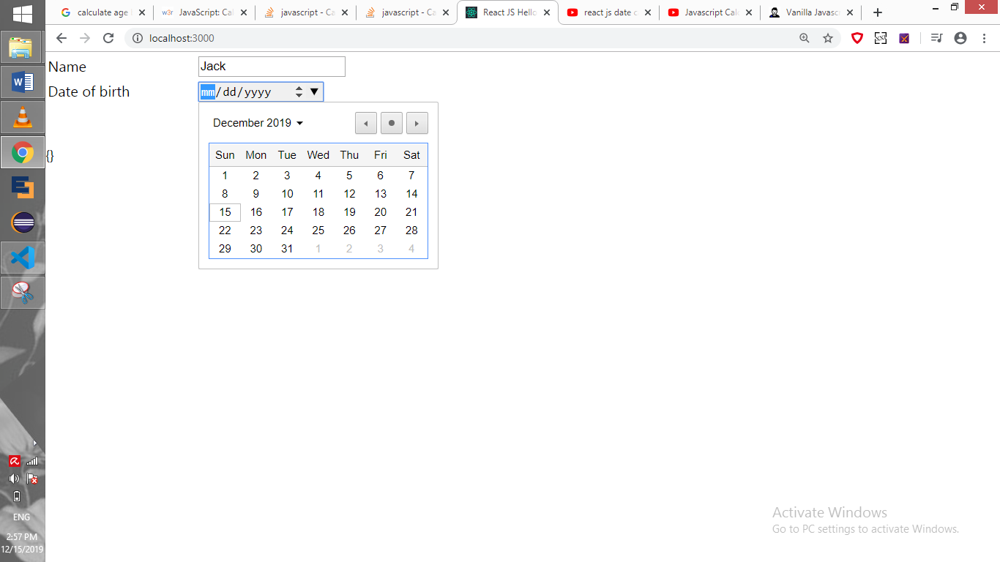 calculate age
w3r JavaScript: Cal
javascript - Ca
javascript - Ca
React JS Hello
react js date
Javascript Calc
Vanilla Javasc
localhost:3000
Name
Jack
Date of birth
mm/dd/yyyy
December 2019
Sun Mon Tue Wed Thu Fri Sat
1 2 3 4 5 6 7
8 9 10 11 12 13 14
15 16 17 18 19 20 21
22 23 24 25 26 27 28
29 30 31 1 2 3 4
{}
W
ENG
2:57 PM
12/15/2019
Activate Windows
Go to PC settings to activate Windows.